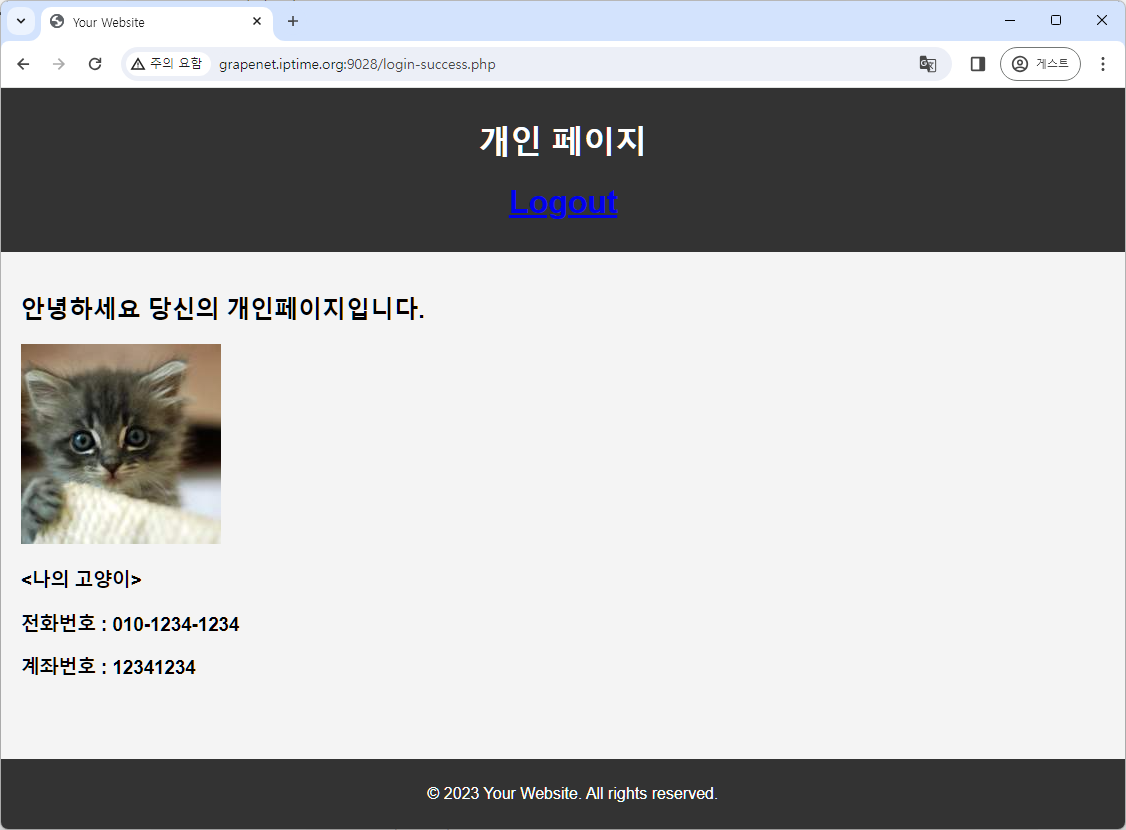 Your Website
주의 요함
grapenet.iptime.org:9028/login-success.php
게스트
개인 페이지
Logout
안녕하세요 당신의 개인페이지입니다.
<나의 고양이>
전화번호 : 010-1234-1234
계좌번호 : 12341234
© 2023 Your Website. All rights reserved.